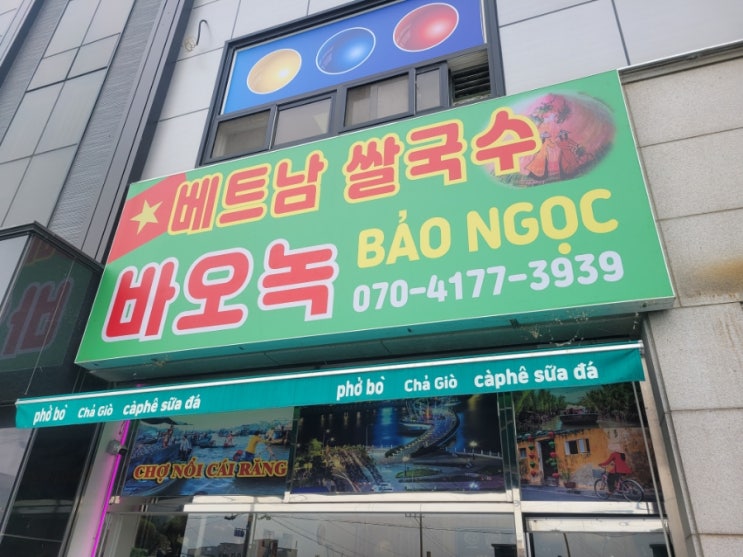 베트남 쌀국수
바오녹
BẢO NGỌC
070-4177-3939
phở bò Chả Giò càphê sữa đá
phở bò Chả Giò càphê sữa đá
CHỢ NỔI CÁI RĂNG